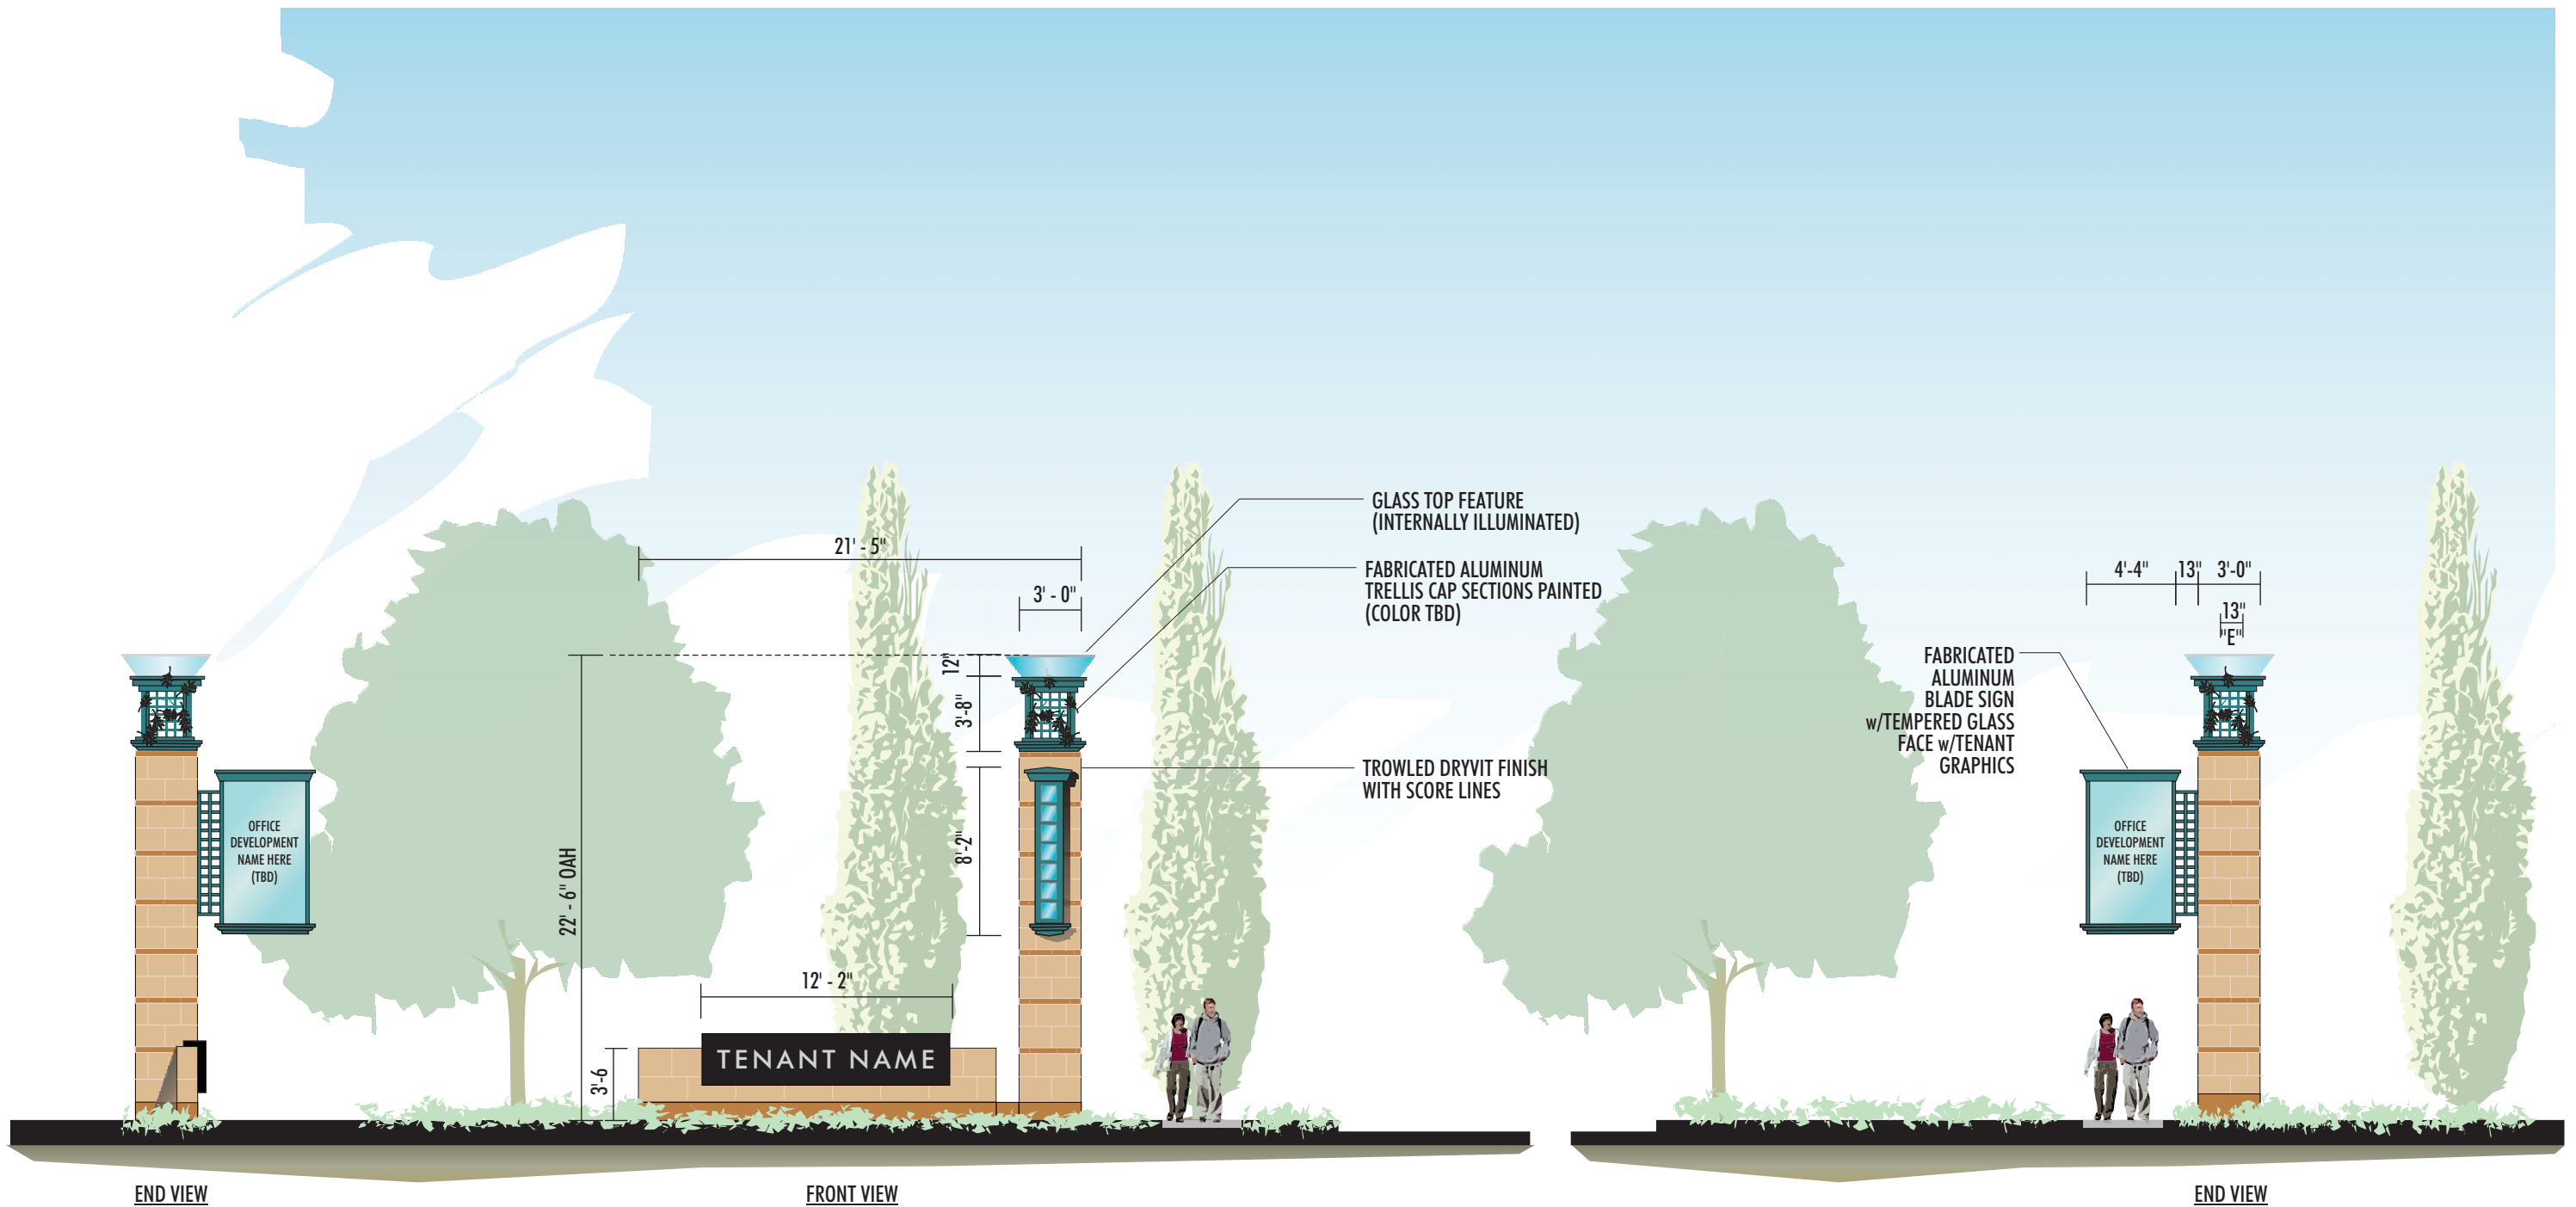 GLASS TOP FEATURE
(INTERNALLY ILLUMINATED)
FABRICATED ALUMINUM
TRELLIS CAP SECTIONS PAINTED
(COLOR TBD)
TROWLED DRYVIT FINISH
WITH SCORE LINES
21' - 5"
3' - 0"
12"
3'-8"
8'-2"
22' - 6" OAH
12' - 2"
3'-6
TENANT NAME
OFFICE
DEVELOPMENT
NAME HERE
(TBD)
4'-4" 13" 3'-0"
13"
"E"
FABRICATED
ALUMINUM
BLADE SIGN
w/TEMPERED GLASS
FACE w/TENANT
GRAPHICS
OFFICE
DEVELOPMENT
NAME HERE
(TBD)
END VIEW
FRONT VIEW
END VIEW